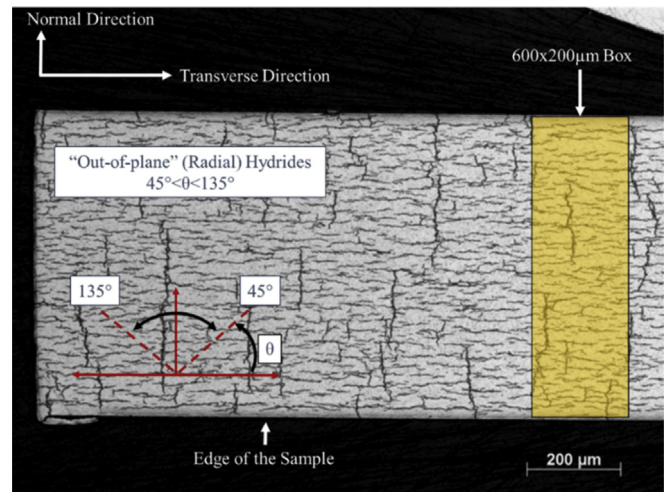 Normal Direction
Transverse Direction
600x200μm Box
“Out-of-plane” (Radial) Hydrides
45°<θ<135°
135°
45°
θ
Edge of the Sample
200 μm